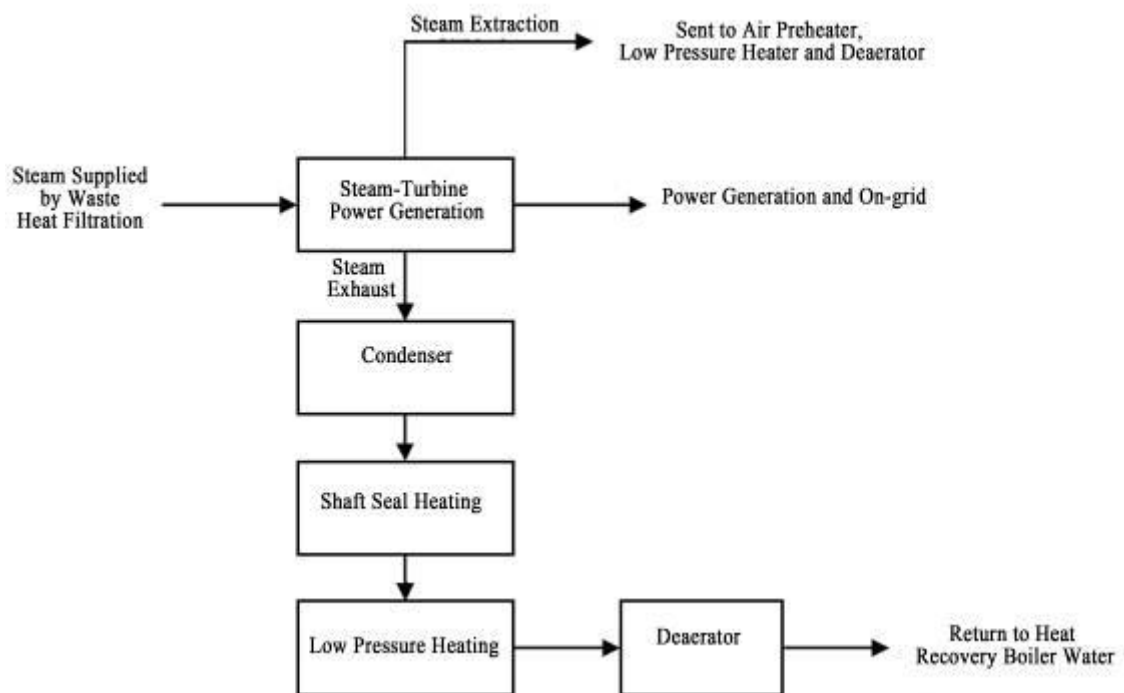 Steam Extraction
Sent to Air Preheater,
Low Pressure Heater and Deaerator
Steam Supplied
by Waste
Heat Filtration
Steam-Turbine
Power Generation
Power Generation and On-grid
Steam
Exhaust
Condenser
Shaft Seal Heating
Low Pressure Heating
Deaerator
Return to Heat
Recovery Boiler Water